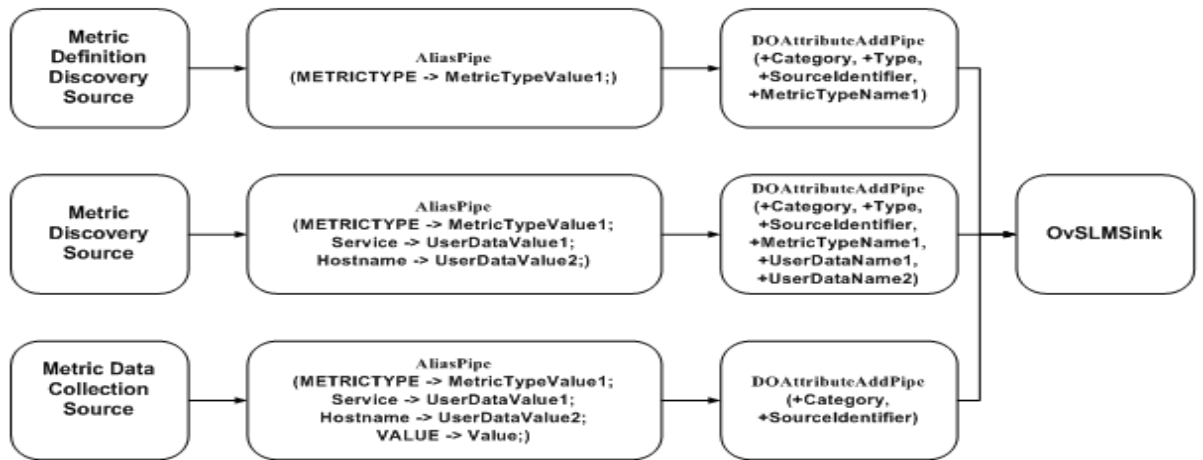 Metric
Definition
Discovery
Source
AliasPipe
(METRICTYPE -> MetricTypeValue1;)
DOAttributeAddPipe
(+Category, +Type,
+SourceIdentifier,
+MetricTypeName1)
Metric
Discovery
Source
AliasPipe
(METRICTYPE -> MetricTypeValue1;
Service -> UserDataValue1;
Hostname -> UserDataValue2;)
DOAttributeAddPipe
(+Category, +Type,
+SourceIdentifier,
+MetricTypeName1,
+UserDataName1,
+UserDataName2)
OvSLMSink
Metric Data
Collection
Source
AliasPipe
(METRICTYPE -> MetricTypeValue1;
Service -> UserDataValue1;
Hostname -> UserDataValue2;
VALUE -> Value;)
DOAttributeAddPipe
(+Category,
+SourceIdentifier)